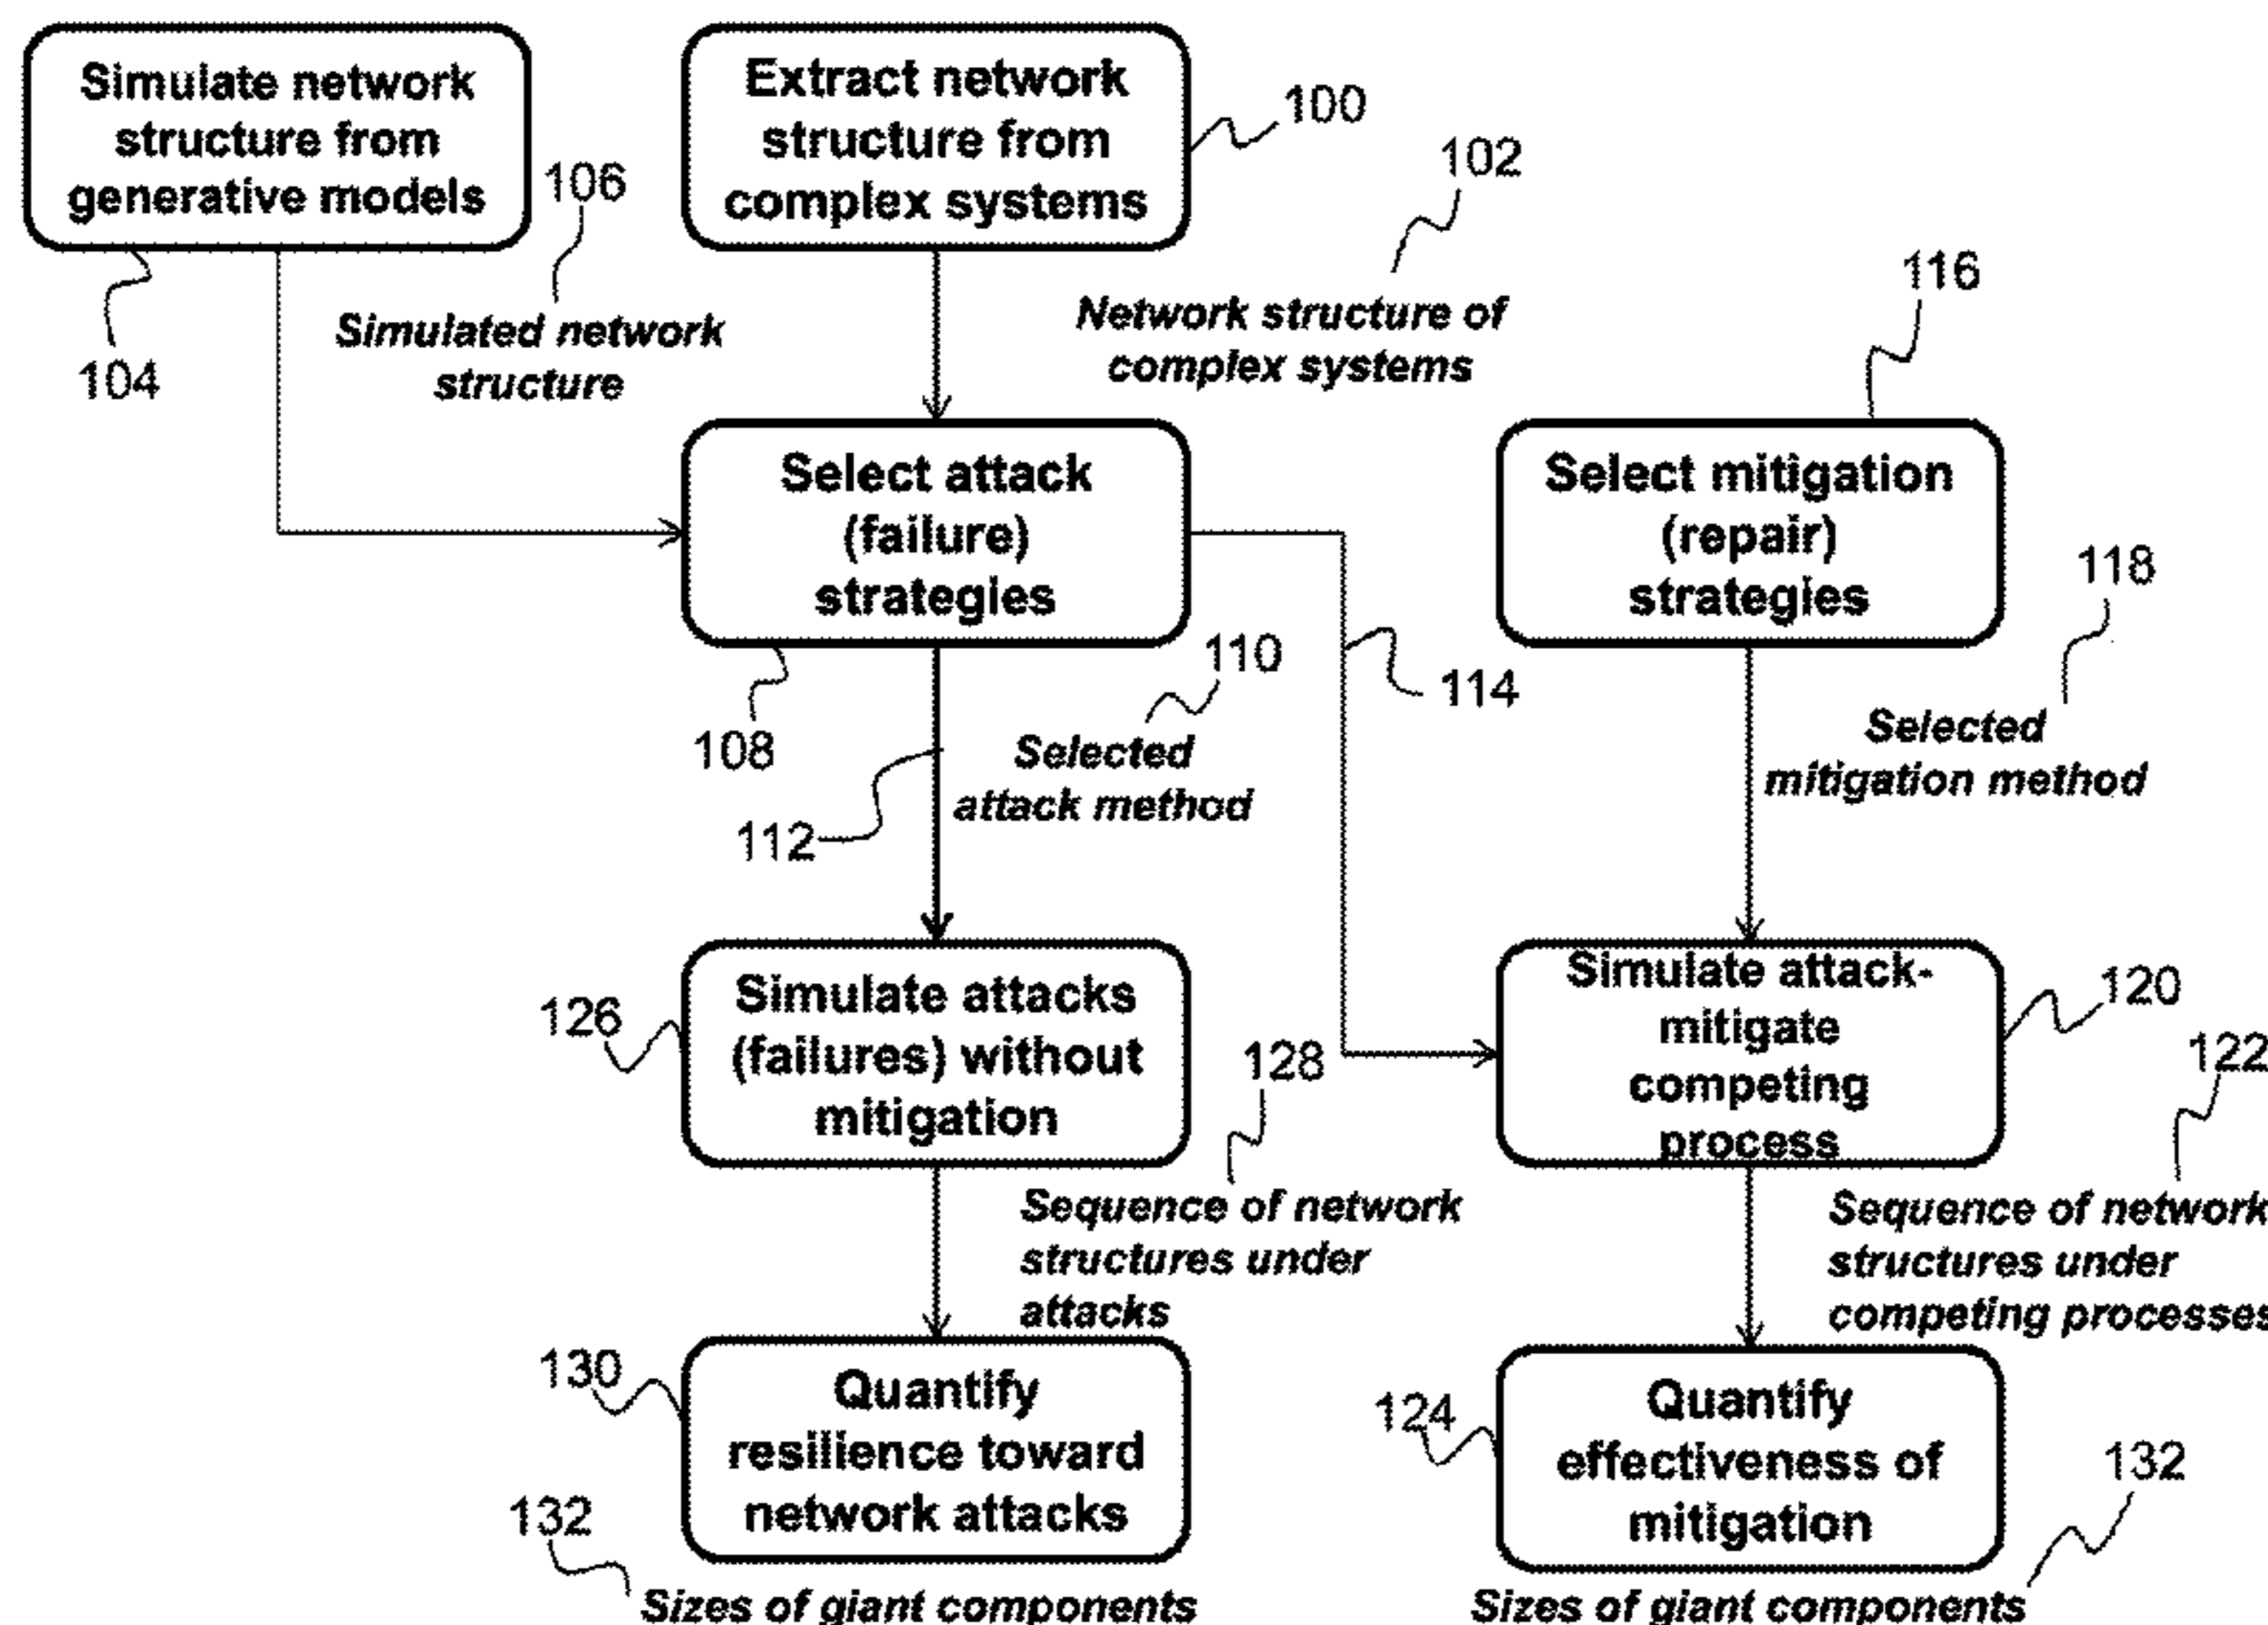 Simulate network
structure from
generative models
Extract network
structure from
complex systems
100
102
106
104
Simulated network
structure
Network structure of
complex systems
116
Select attack
(failure)
strategies
Select mitigation
(repair)
strategies
118
110
114
108
112
Selected
attack method
Selected
mitigation method
126
Simulate attacks
(failures) without
mitigation
128
Simulate attack-
mitigate
competing
process
120
122
Sequence of network
structures under
attacks
Sequence of network
structures under
competing processes
130
Quantify
resilience toward
network attacks
132
Sizes of giant components
124
Quantify
effectiveness of
mitigation
132
Sizes of giant components